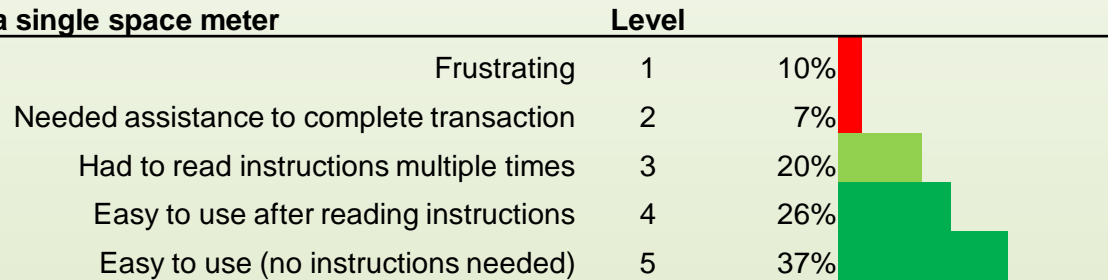 a single space meter Level
Frustrating 1 10%
Needed assistance to complete transaction 2 7%
Had to read instructions multiple times 3 20%
Easy to use after reading instructions 4 26%
Easy to use (no instructions needed) 5 37%